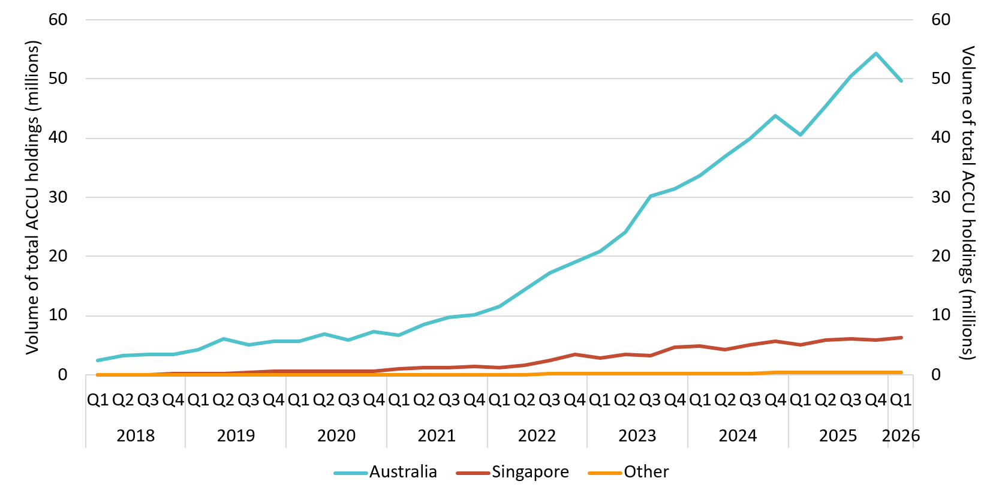 Volume of total ACCU holdings (millions)
60 60
50 50
40 40
30 30
20 20
10 10
0 0
Volume of total ACCU holdings (millions)
Q1 Q2 Q3 Q4 Q1 Q2 Q3 Q4 Q1 Q2 Q3 Q4 Q1 Q2 Q3 Q4 Q1 Q2 Q3 Q4 Q1 Q2 Q3 Q4 Q1 Q2 Q3 Q4 Q1 Q2 Q3 Q4 Q1
2018 2019 2020 2021 2022 2023 2024 2025 2026
Australia Singapore Other